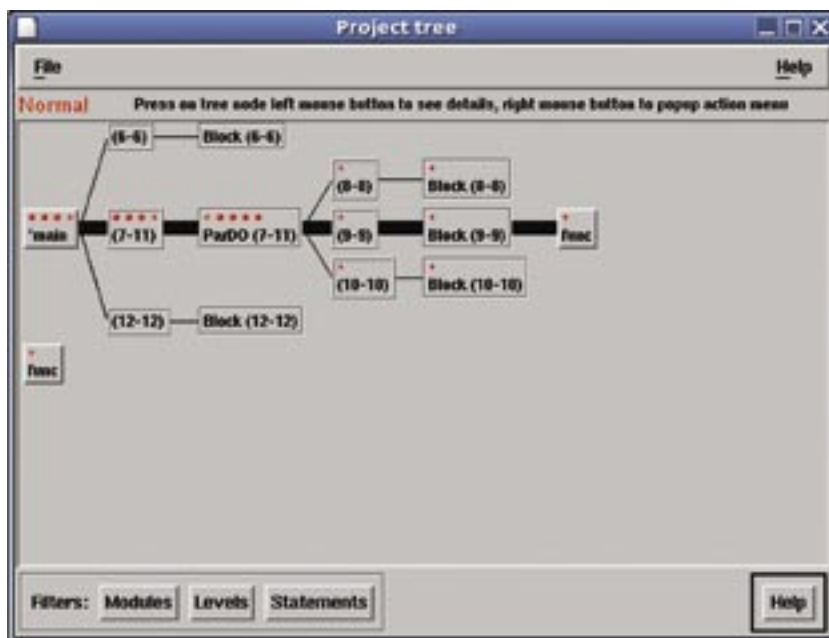 Project tree
File Help
Normal Press on tree node left mouse button to see details, right mouse button to popup action menu
(6-6) Block (6-6)
(8-8) Block (8-8)
*main (7-11) ParDO (7-11) (9-9) Block (9-9) func
(10-10) Block (10-10)
(12-12) Block (12-12)
func
Filters: Modules Levels Statements Help